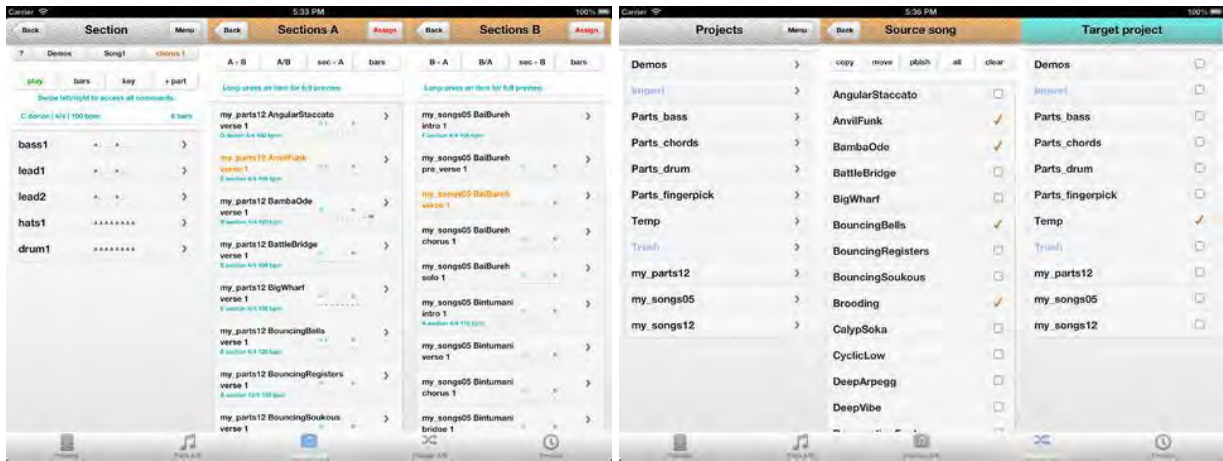 Carrier
5:33 PM
100%
Back
Section
Menu
? Demos Song1 chorus 1
play bars key + part
Swipe left/right to access all commands.
C dorian | 4/4 | 100 bpm
8 bars
bass1
lead1
lead2
hats1
drum1
Back
Sections A
Assign
A - B A/B sec - A bars
Long-press an item for A/B preview.
my_parts12 AngularStaccato
verse 1
my_parts12 AnvilFunk
verse 1
my_parts12 BambaOde
verse 1
my_parts12 BattleBridge
verse 1
my_parts12 BigWharf
verse 1
my_parts12 BouncingBells
verse 1
my_parts12 BouncingRegisters
verse 1
my_parts12 BouncingSoukous
verse 1
Back
Sections B
Assign
B - A B/A sec - B bars
Long-press an item for A/B preview.
my_songs05 BaiBureh
intro 1
my_songs05 BaiBureh
pre_verse 1
my_songs05 BaiBureh
verse 1
my_songs05 BaiBureh
chorus 1
my_songs05 BaiBureh
solo 1
my_songs05 Bintumani
intro 1
my_songs05 Bintumani
verse 1
my_songs05 Bintumani
chorus 1
my_songs05 Bintumani
bridge 1
Carrier
5:36 PM
100%
Projects
Menu
Demos
Import
Parts_bass
Parts_chords
Parts_drum
Parts_fingerpick
Temp
Trash
my_parts12
my_songs05
my_songs12
Back
Source song
copy move pblish all clear
AngularStaccato
AnvilFunk
BambaOde
BattleBridge
BigWharf
BouncingBells
BouncingRegisters
BouncingSoukous
Brooding
CalypSoka
CyclicLow
DeepArpegg
DeepVibe
Target project
Demos
Import
Parts_bass
Parts_chords
Parts_drum
Parts_fingerpick
Temp
Trash
my_parts12
my_songs05
my_songs12